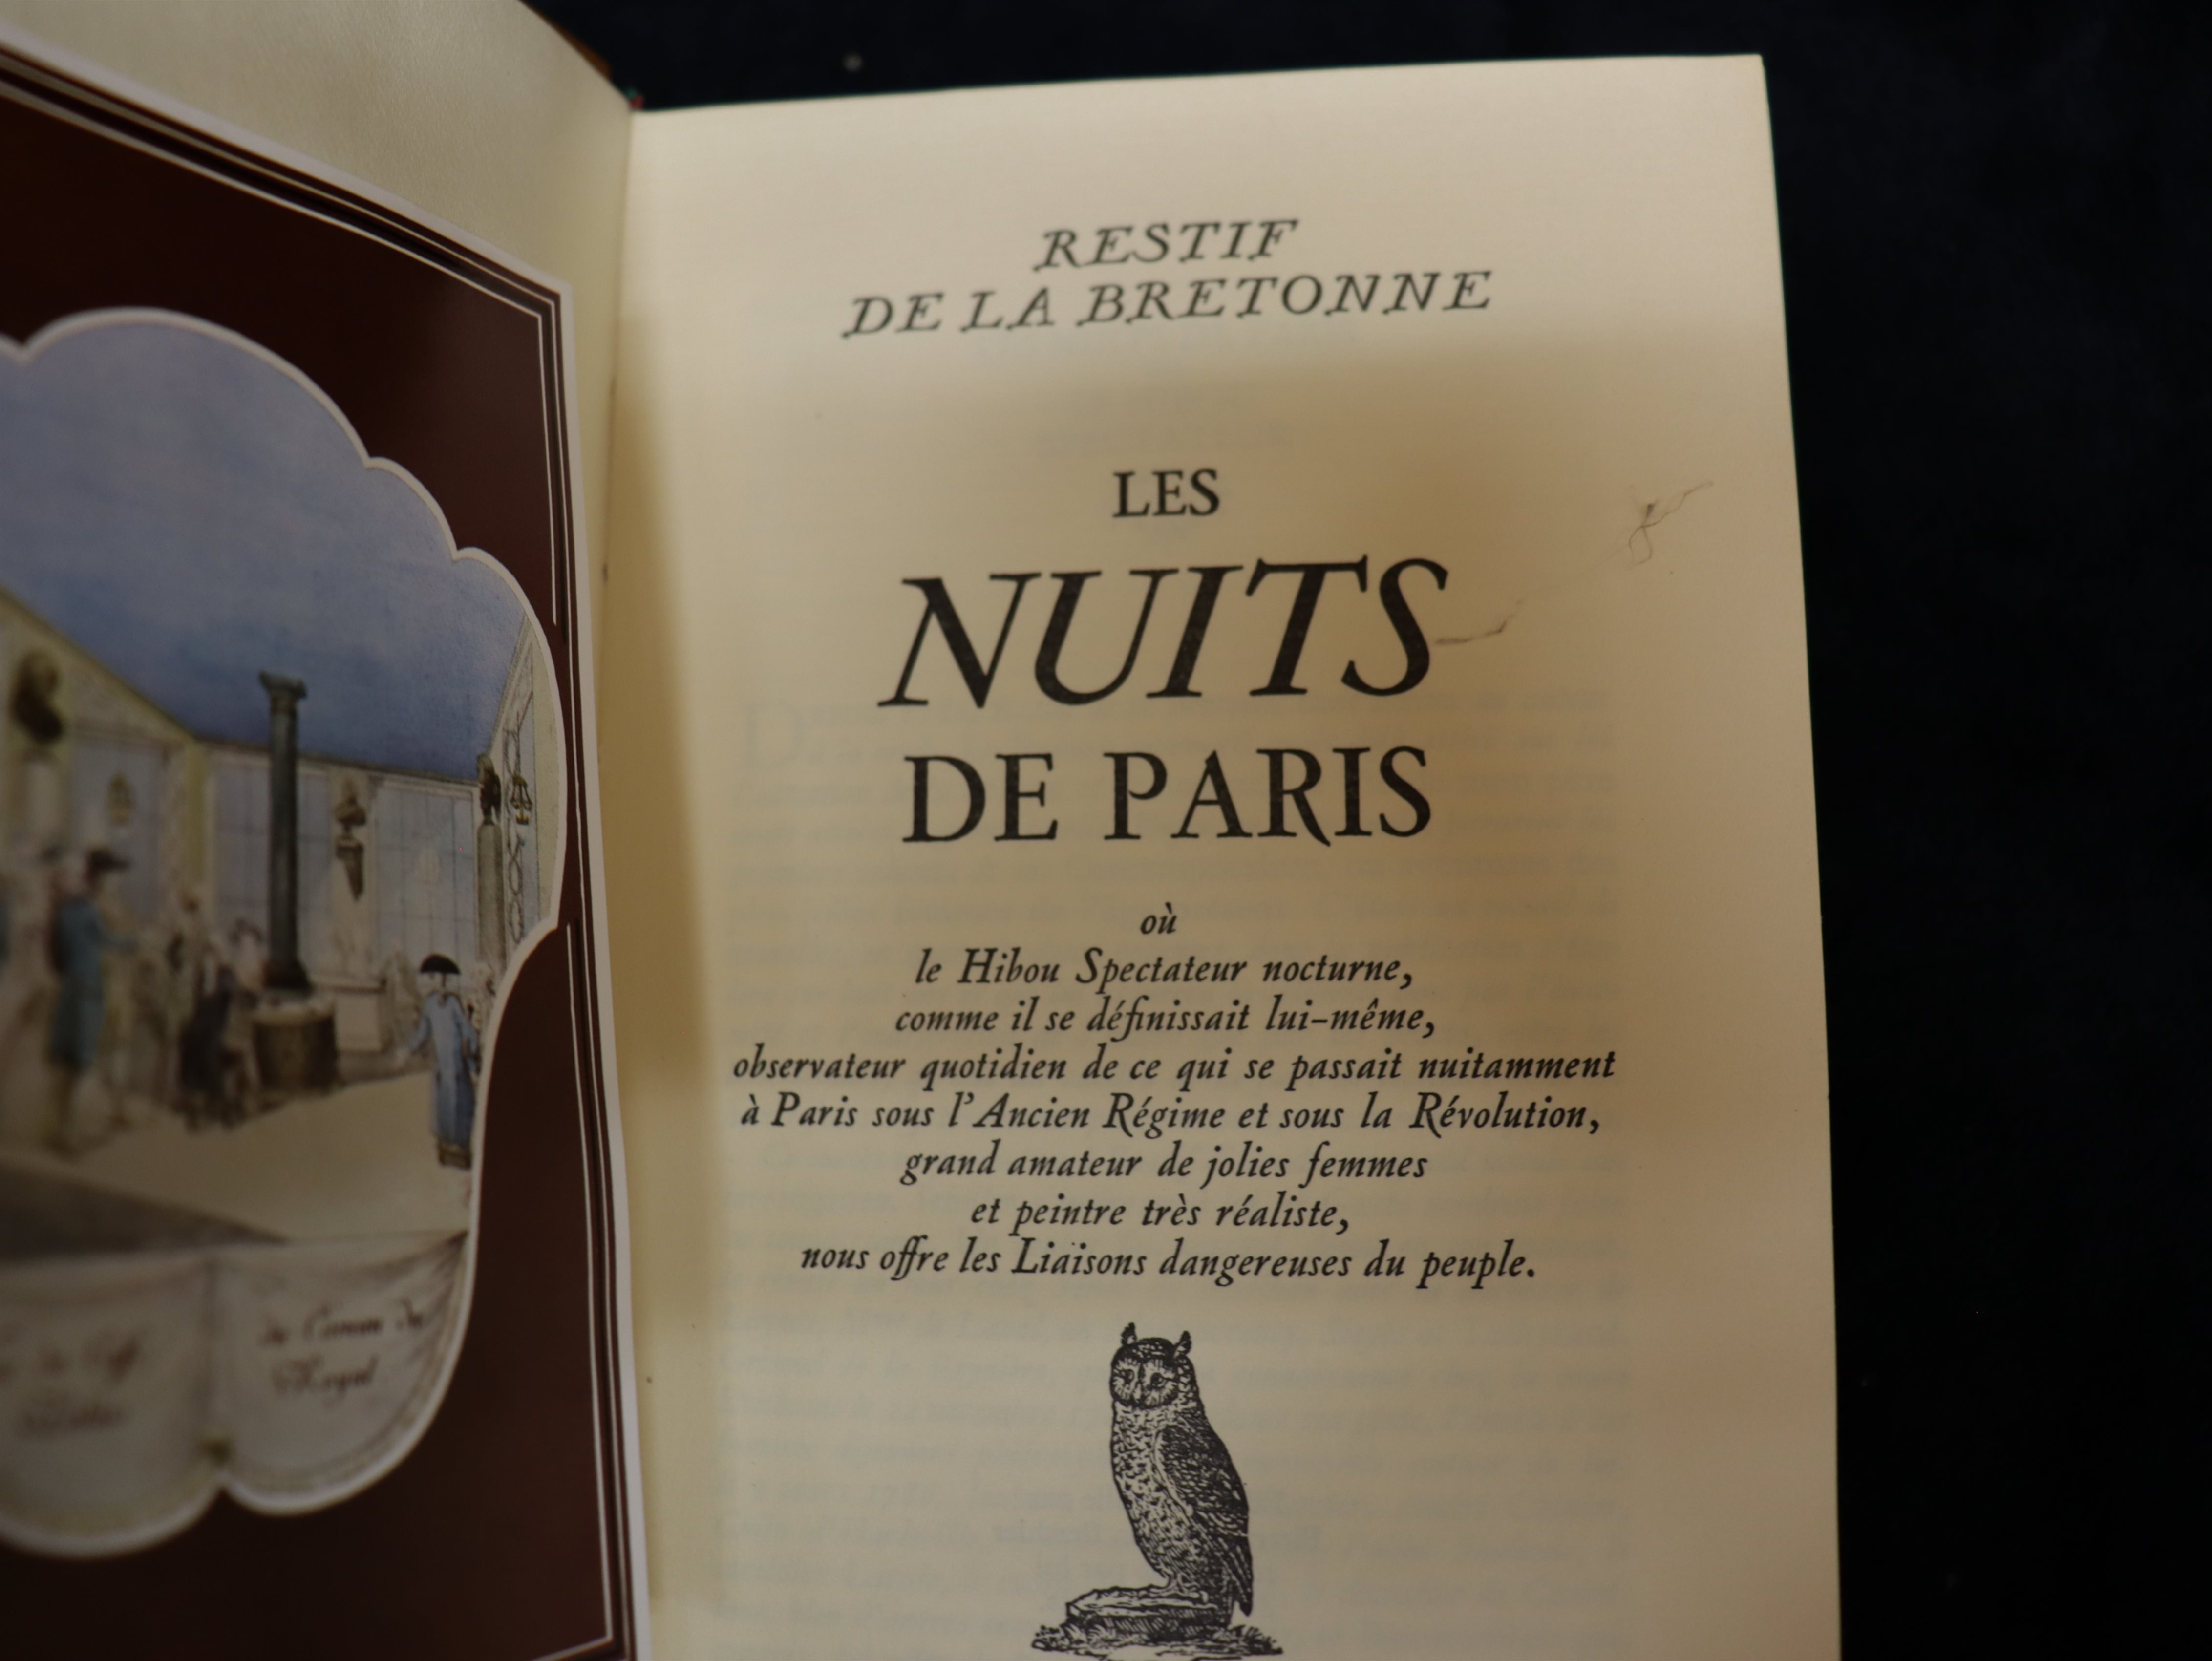 RESTIF
DE LA BRETONNE
LES
NUITS
DE PARIS
où
le Hibou Spectateur nocturne,
comme il se définissait lui-même,
observateur quotidien de ce qui se passait nuitamment
à Paris sous l'Ancien Régime et sous la Révolution,
grand amateur de jolies femmes
et peintre très réaliste,
nous offre les Liaisons dangereuses du peuple.